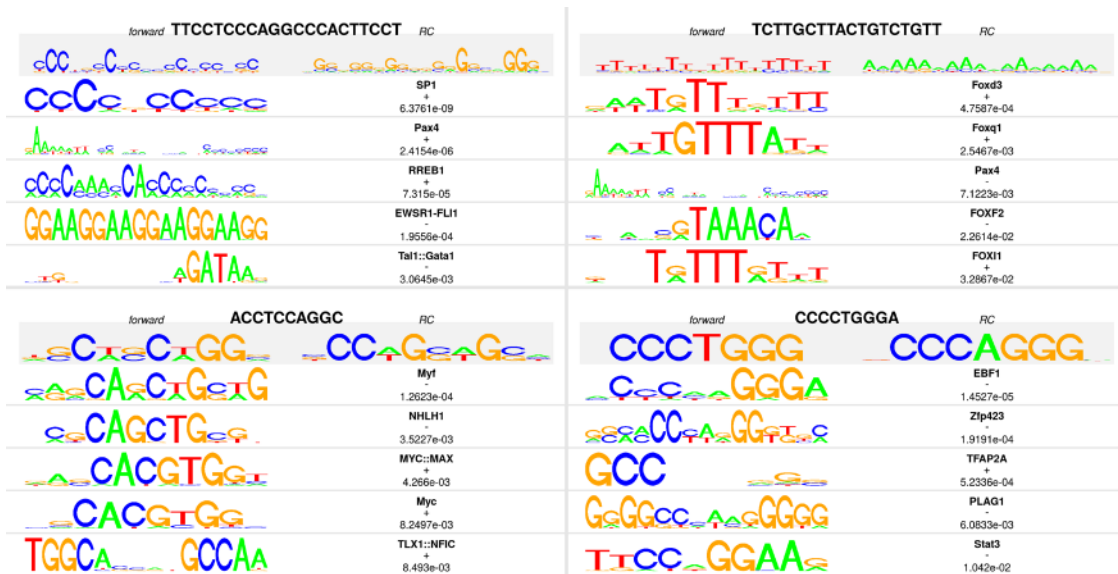 forward TTCCTCCCAGGCCCACTTCCT RC
SP1
+
6.3761e-09
Pax4
+
2.4154e-06
RREB1
+
7.315e-05
GGAAGGAAGGAAGGAAGG
EWSR1-FLI1
-
1.9556e-04
Tal1::Gata1
-
3.0645e-03
forward TCTTGCTTACTGTCTGTT RC
Foxd3
+
4.7587e-04
Foxq1
+
2.5467e-03
Pax4
-
7.1223e-03
FOXF2
-
2.2614e-02
FOXI1
+
3.2867e-02
forward ACCTCCAGGC RC
Myf
-
1.2623e-04
NHLH1
-
3.5227e-03
MYC::MAX
+
4.266e-03
Myc
+
8.2497e-03
TLX1::NFIC
+
8.493e-03
forward CCCCTGGGA RC
CCCTGGG CCCAGGG
EBF1
-
1.4527e-05
Zfp423
-
1.9191e-04
TFAP2A
+
5.2336e-04
PLAG1
-
6.0833e-03
Stat3
-
1.042e-02